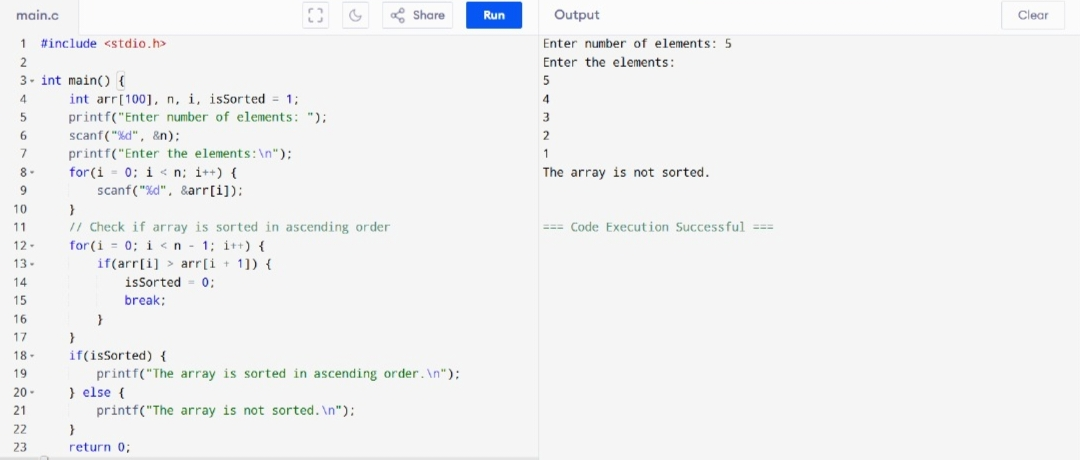 main.c
Share
Run
Output
Clear
1 #include <stdio.h>
2
3 int main() {
4 int arr[100], n, i, isSorted = 1;
5 printf("Enter number of elements: ");
6 scanf("%d", &n);
7 printf("Enter the elements:\n");
8 for(i = 0; i < n; i++) {
9 scanf("%d", &arr[i]);
10 }
11 // Check if array is sorted in ascending order
12 for(i = 0; i < n - 1; i++) {
13 if(arr[i] > arr[i + 1]) {
14 isSorted = 0;
15 break;
16 }
17 }
18 if(isSorted) {
19 printf("The array is sorted in ascending order.\n");
20 } else {
21 printf("The array is not sorted.\n");
22 }
23 return 0;
Enter number of elements: 5
Enter the elements:
5
4
3
2
1
The array is not sorted.
=== Code Execution Successful ===